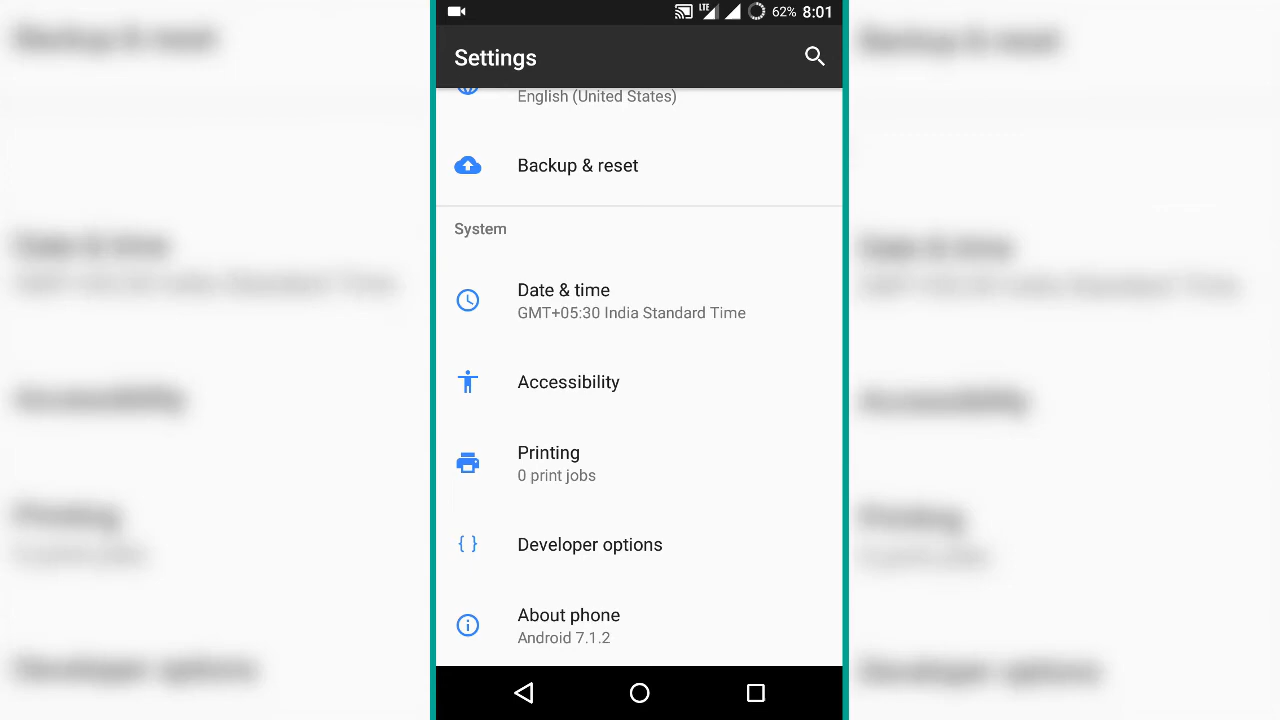 LTE 62% 8:01
Settings
English (United States)
Backup & reset
System
Date & time
GMT+05:30 India Standard Time
Accessibility
Printing
0 print jobs
{ } Developer options
About phone
Android 7.1.2